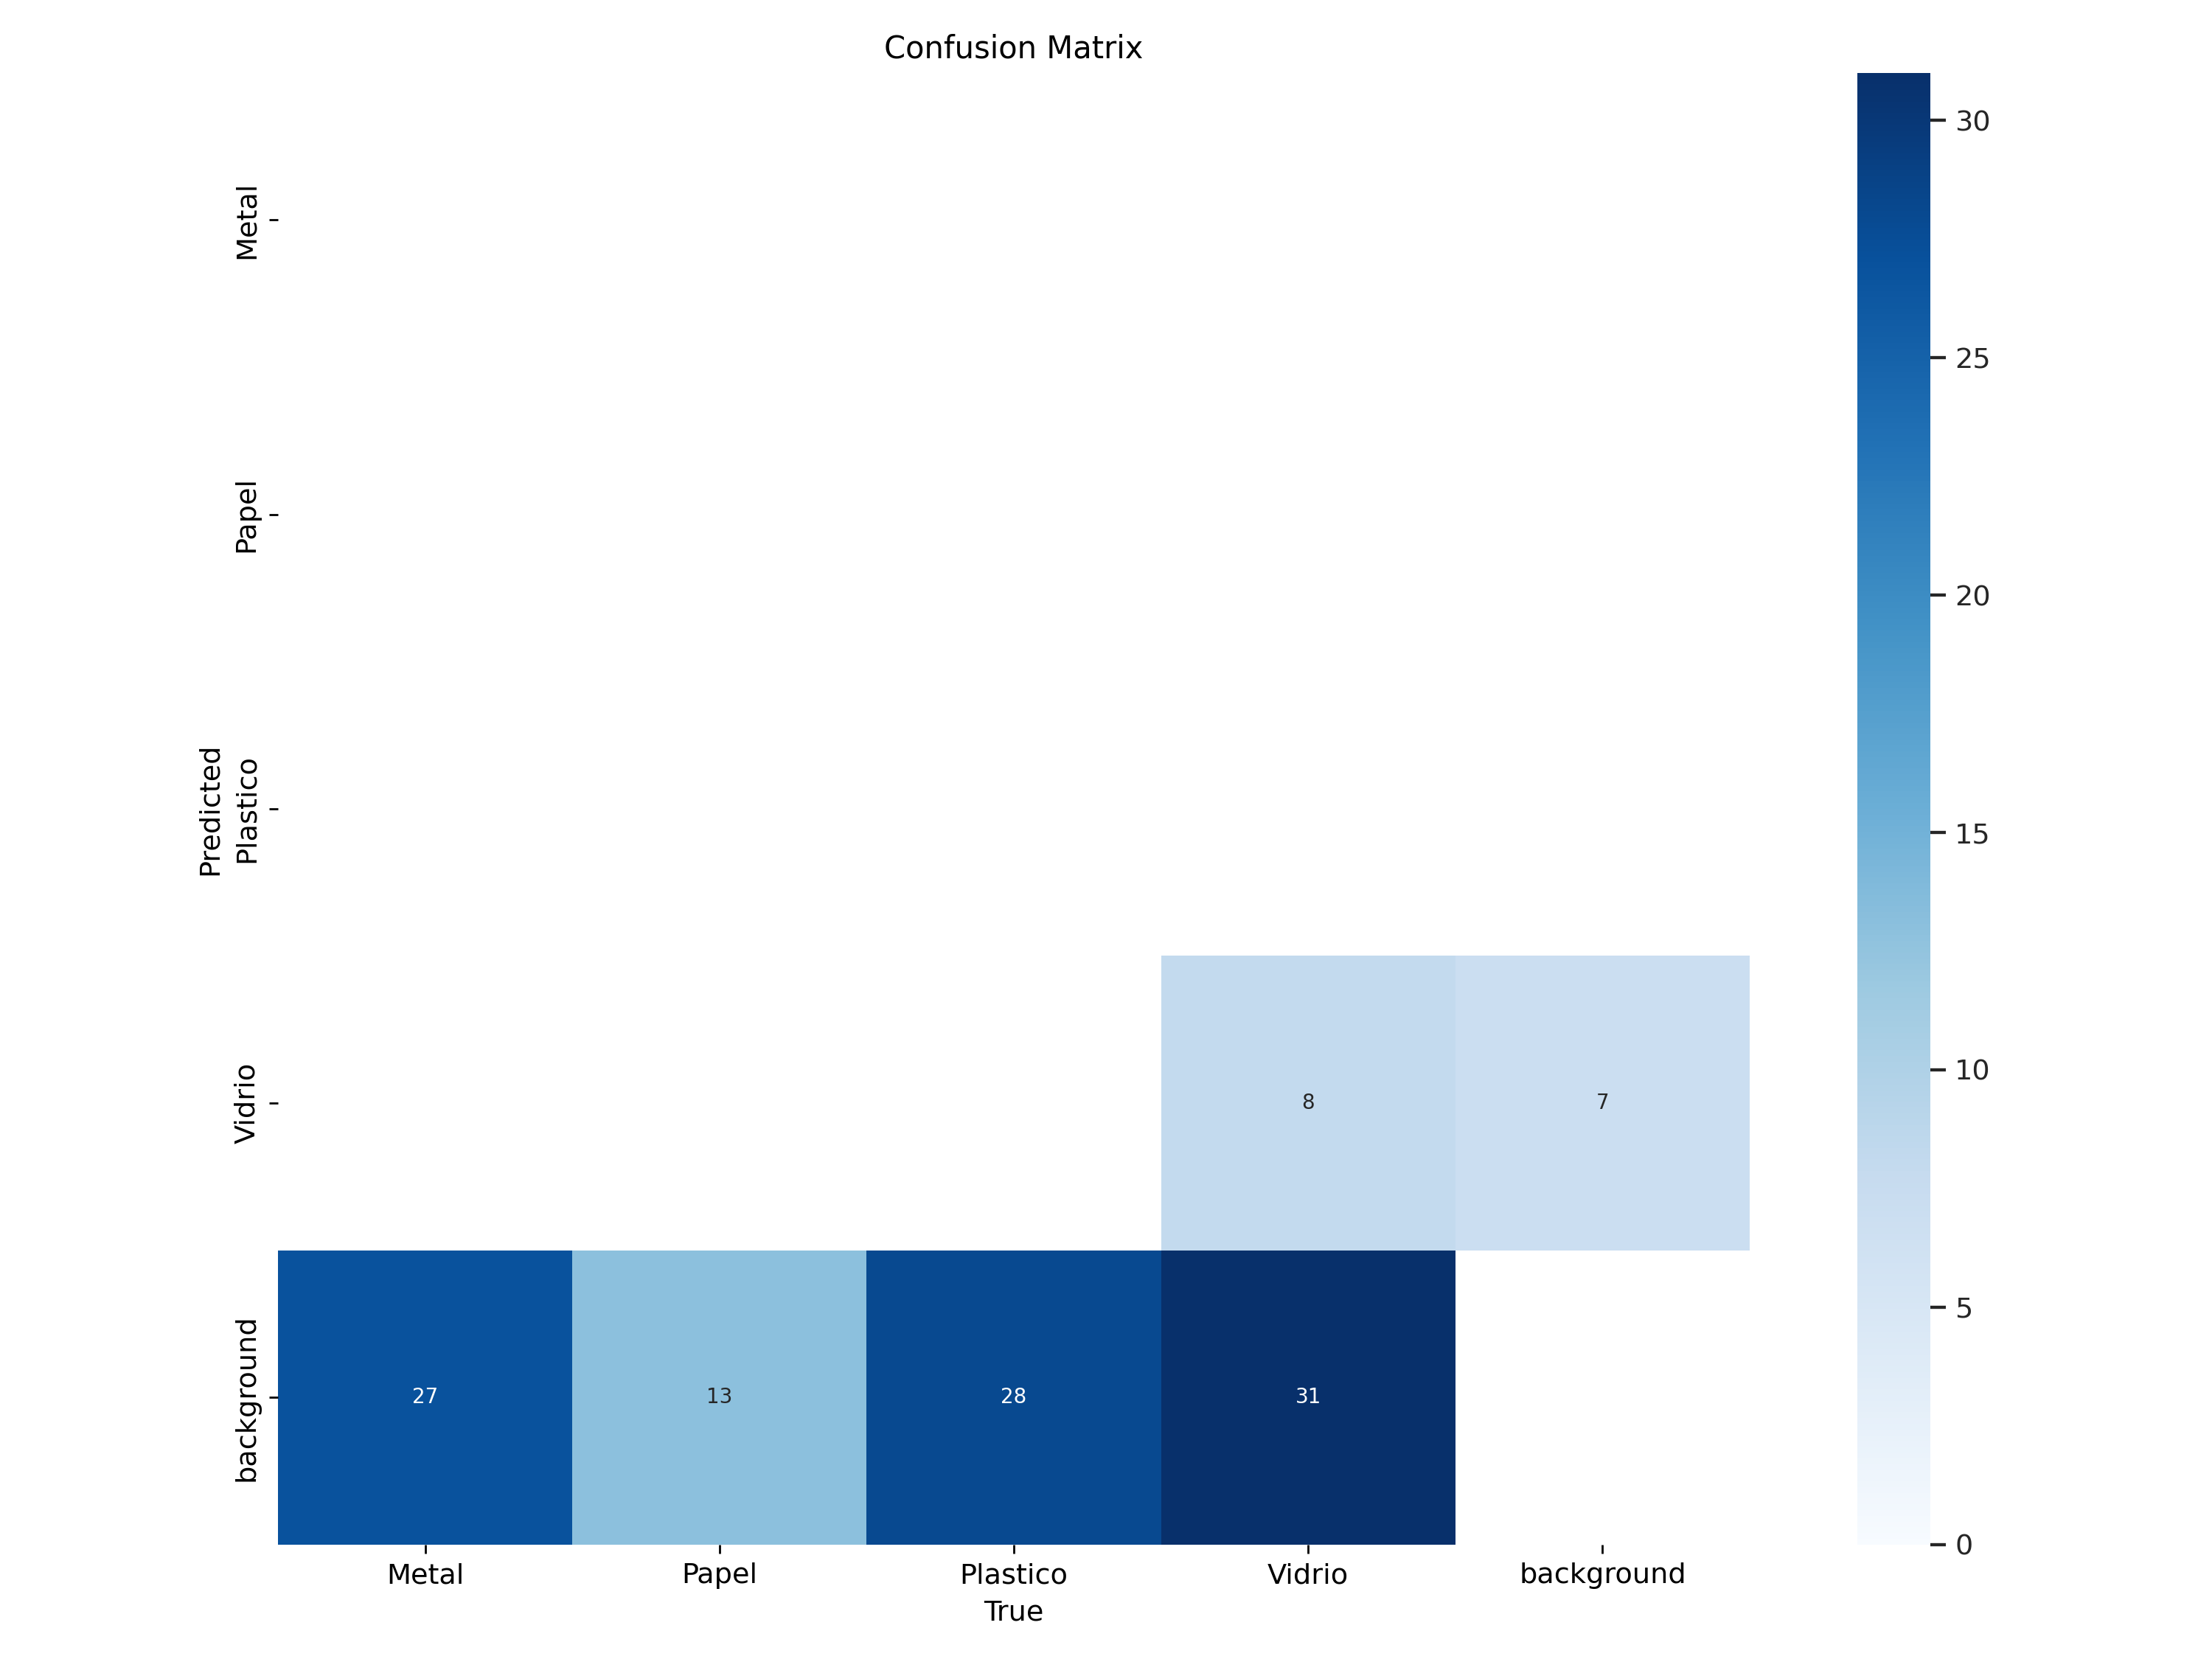 Confusion Matrix
Metal
Papel
Plastico
Vidrio
background
Predicted
8
7
27
13
28
31
Metal
Papel
Plastico
Vidrio
background
True
30
25
20
15
10
5
0